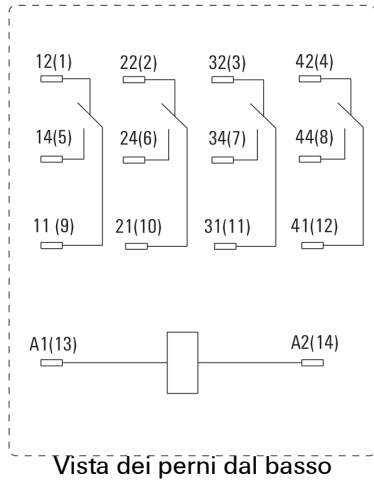 12(1) 22(2) 32(3) 42(4)
14(5) 24(6) 34(7) 44(8)
11 (9) 21(10) 31(11) 41(12)
A1(13) A2(14)
Vista dei perni dal basso